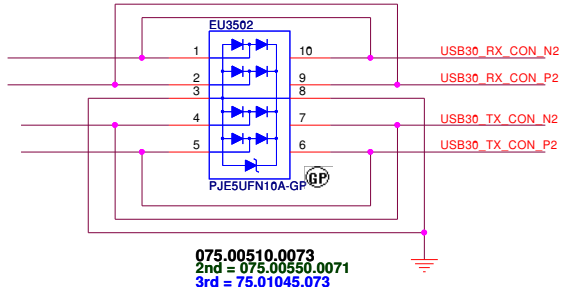 EU3502
1 10 USB30_RX_CON_N2
2 9 USB30_RX_CON_P2
3 8
4 7 USB30_TX_CON_N2
5 6 USB30_TX_CON_P2
PJE5UFN10A-GP GP
075.00510.0073
2nd = 075.00550.0071
3rd = 75.01045.073